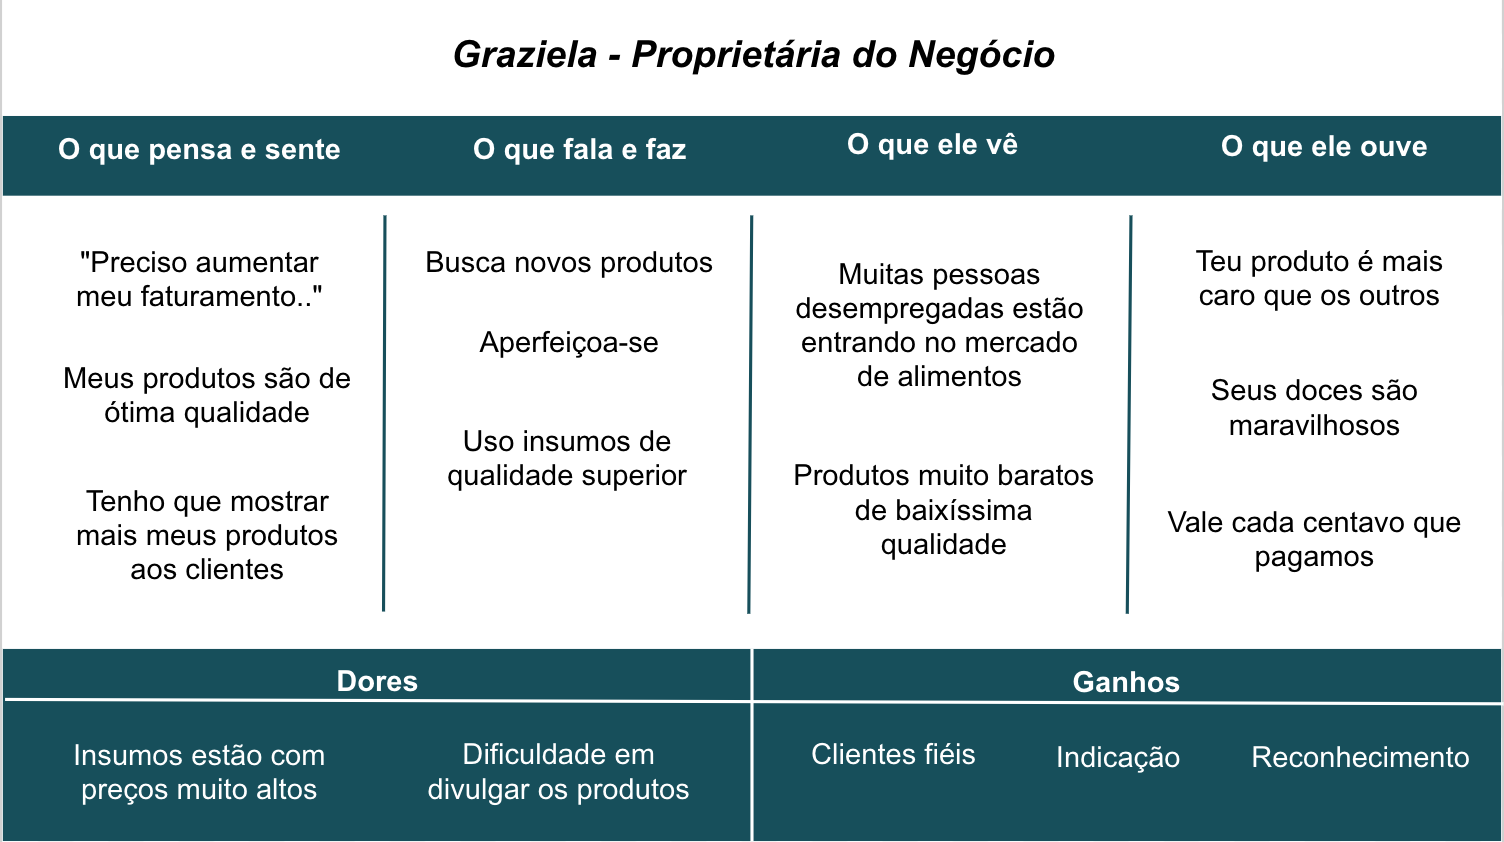 Graziela - Proprietária do Negócio
O que pensa e sente
O que fala e faz
O que ele vê
O que ele ouve
"Preciso aumentar
meu faturamento.."
Meus produtos são de
ótima qualidade
Tenho que mostrar
mais meus produtos
aos clientes
Busca novos produtos
Aperfeiçoa-se
Uso insumos de
qualidade superior
Muitas pessoas
desempregadas estão
entrando no mercado
de alimentos
Produtos muito baratos
de baixíssima
qualidade
Teu produto é mais
caro que os outros
Seus doces são
maravilhosos
Vale cada centavo que
pagamos
Dores
Insumos estão com
preços muito altos
Dificuldade em
divulgar os produtos
Ganhos
Clientes fiéis
Indicação
Reconhecimento